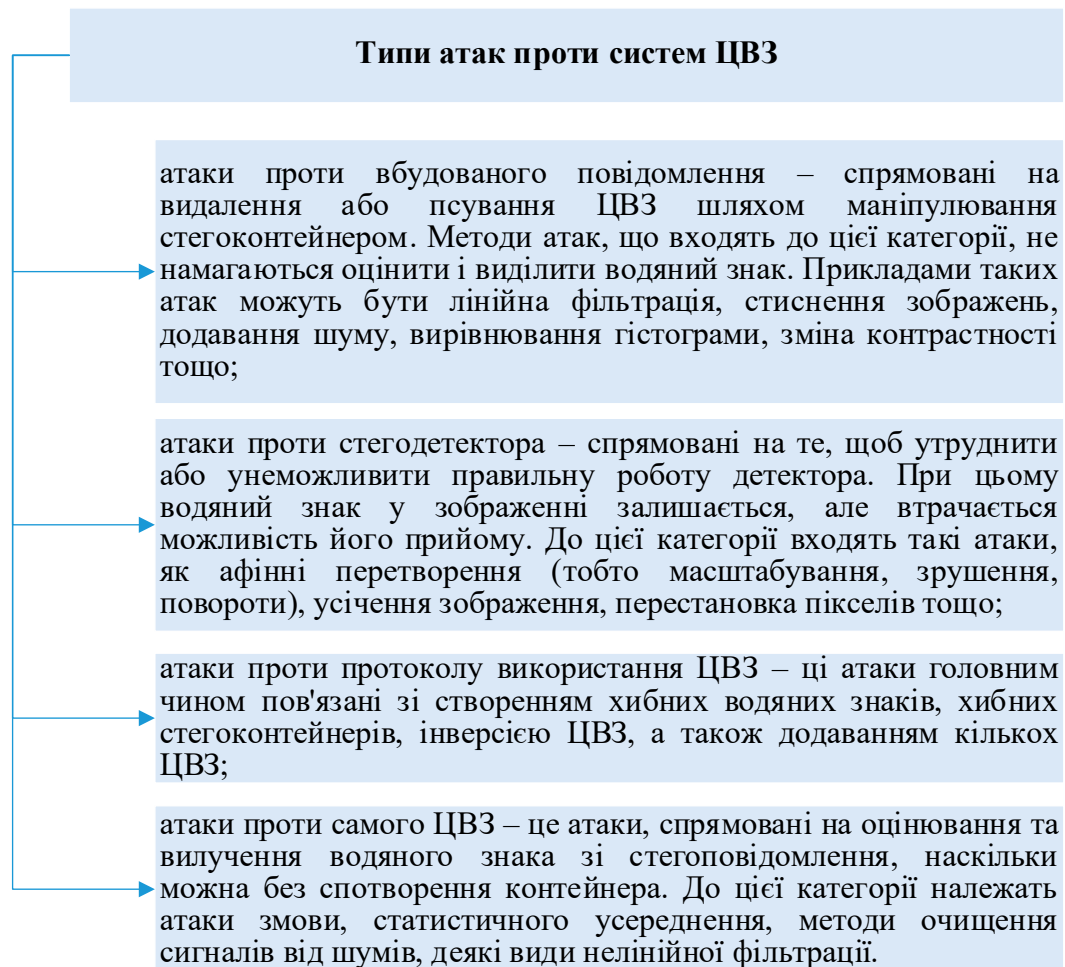 Типи атак проти систем ЦВЗ
атаки проти вбудованого повідомлення – спрямовані на
видалення або псування ЦВЗ шляхом маніпулювання
стегоконтейнером. Методи атак, що входять до цієї категорії, не
намагаються оцінити і виділити водяний знак. Прикладами таких
атак можуть бути лінійна фільтрація, стиснення зображень,
додавання шуму, вирівнювання гістограми, зміна контрастності
тощо;
атаки проти стегодетектора – спрямовані на те, щоб утруднити
або унеможливити правильну роботу детектора. При цьому
водяний знак у зображенні залишається, але втрачається
можливість його прийому. До цієї категорії входять такі атаки,
як афінні перетворення (тобто масштабування, зрушення,
повороти), усічення зображення, перестановка пікселів тощо;
атаки проти протоколу використання ЦВЗ – ці атаки головним
чином пов'язані зі створенням хибних водяних знаків, хибних
стегоконтейнерів, інверсією ЦВЗ, а також додаванням кількох
ЦВЗ;
атаки проти самого ЦВЗ – це атаки, спрямовані на оцінювання та
вилучення водяного знака зі стегоповідомлення, наскільки
можна без спотворення контейнера. До цієї категорії належать
атаки змови, статистичного усереднення, методи очищення
сигналів від шумів, деякі види нелінійної фільтрації.